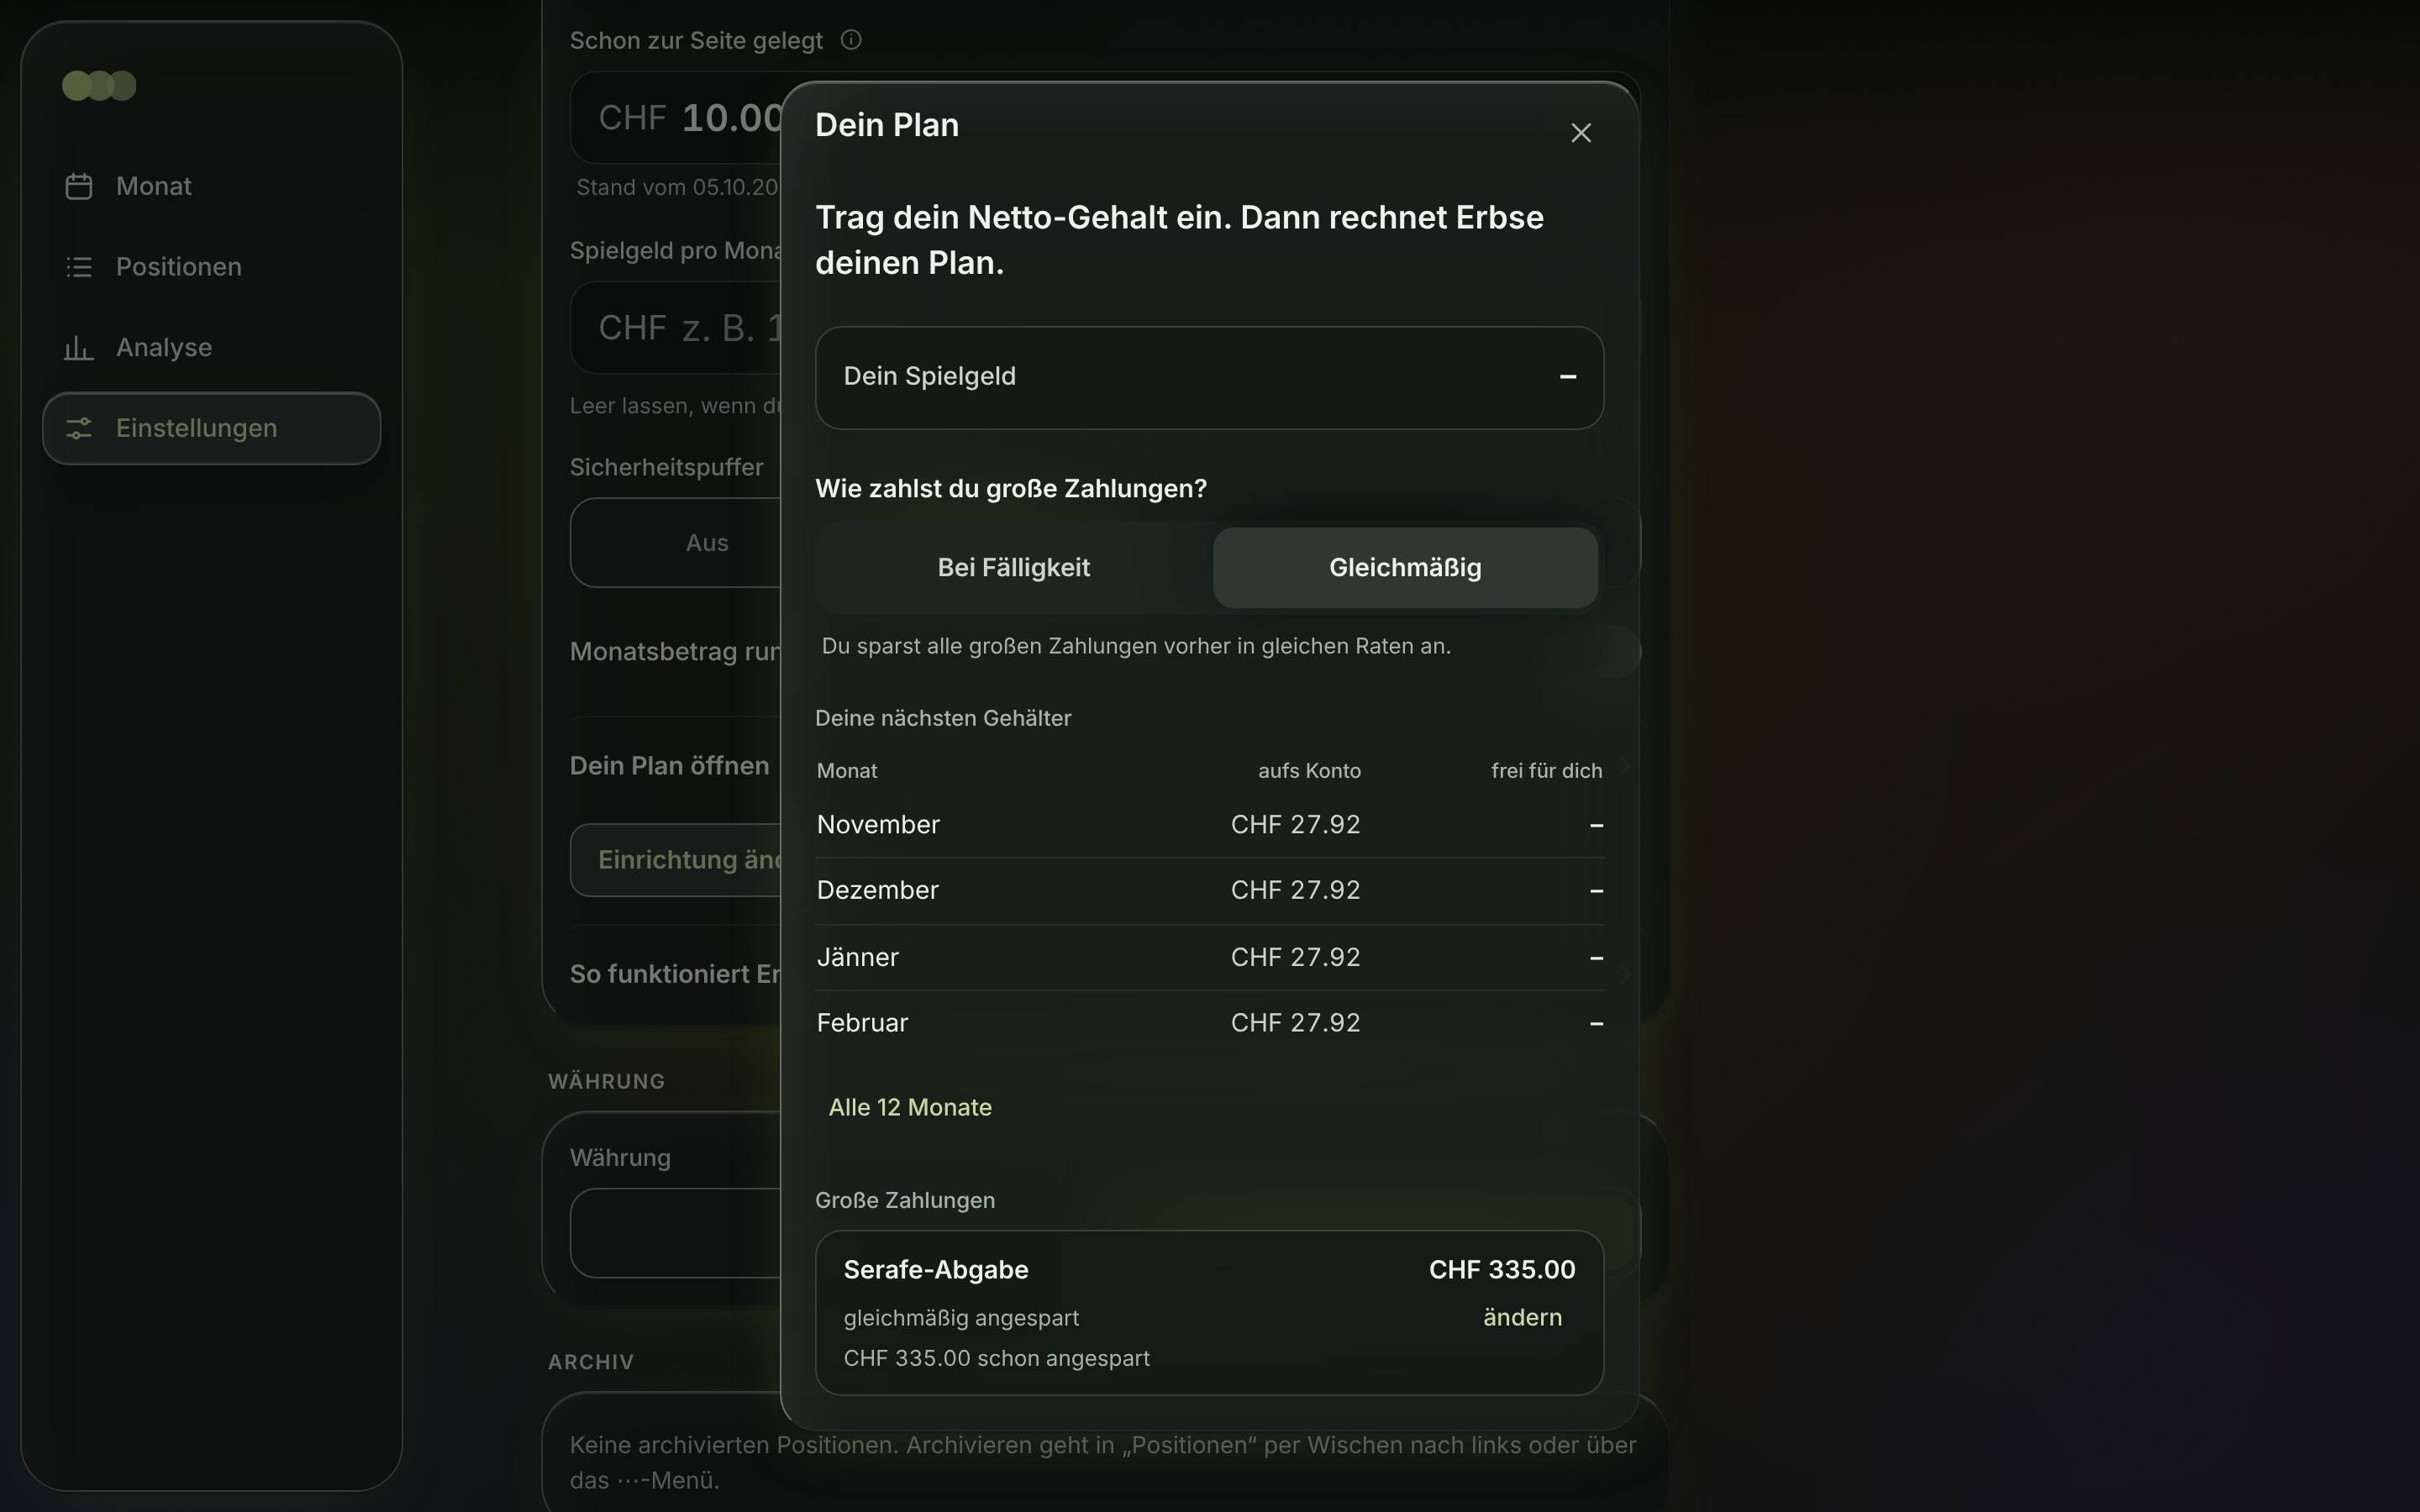 Monat
Positionen
Analyse
Einstellungen
Schon zur Seite gelegt
CHF 10.00
Stand vom 05.10.20
Spielgeld pro Mona
CHF z. B. 1
Leer lassen, wenn du
Sicherheitspuffer
Aus
Monatsbetrag run
Dein Plan öffnen
Einrichtung änd
So funktioniert Er
WÄHRUNG
Währung
ARCHIV
Keine archivierten Positionen. Archivieren geht in „Positionen“ per Wischen nach links oder über
das ···-Menü.
Dein Plan
Trag dein Netto-Gehalt ein. Dann rechnet Erbse
deinen Plan.
Dein Spielgeld –
Wie zahlst du große Zahlungen?
Bei Fälligkeit Gleichmäßig
Du sparst alle großen Zahlungen vorher in gleichen Raten an.
Deine nächsten Gehälter
Monat aufs Konto frei für dich
November CHF 27.92 –
Dezember CHF 27.92 –
Jänner CHF 27.92 –
Februar CHF 27.92 –
Alle 12 Monate
Große Zahlungen
Serafe-Abgabe CHF 335.00
gleichmäßig angespart ändern
CHF 335.00 schon angespart